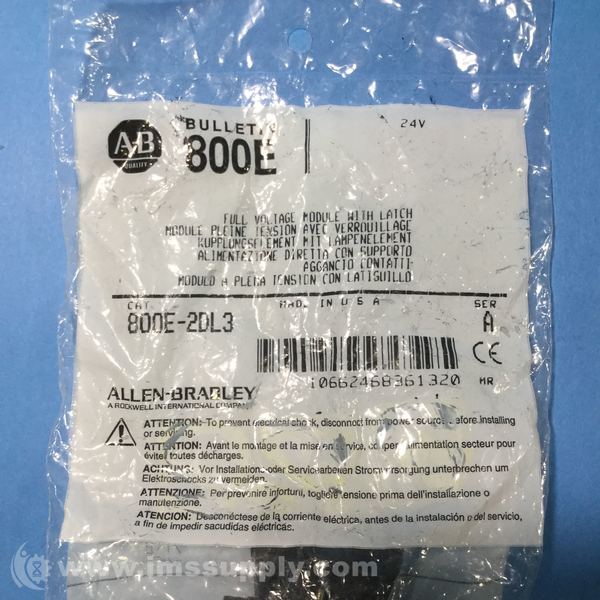 BULLETIN
A-B
QUALITY
800E
24V
FULL VOLTAGE MODULE WITH LATCH
MODULE PLEINE TENSION AVEC VERROUILLAGE
KUPPLUNGSELEMENT MIT LAMPENELEMENT
ALIMENTAZIONE DIRETTA CON SUPPORTO
AGGANCIO CONTATTI
MODULO A PLENA TENSION CON LATIGUILLO
CAT.
MADE IN U S A
SER
800E-2DL3
A
CE
10662468361320
MR
ALLEN-BRADLEY
A ROCKWELL INTERNATIONAL COMPANY
ATTENTION: To prevent electrical shock, disconnect from power source before installing
or servicing.
ATTENTION: Avant le montage et la mise en service, couper alimentation secteur pour
éviter toutes décharges.
ACHTUNG: Vor Installations-oder Servicearbeiten Stromversorgung unterbrechen um
Elektroschocks zu vermeiden.
ATTENZIONE: Per prevenire infortuni, togliere tensione prima dell'installazione o
manutenzione.
ATENCION: Desconéctese de la corriente eléctrica, antes de la instalación o del servicio,
a fin de impedir sacudidas eléctricas.
www.imssupply.com